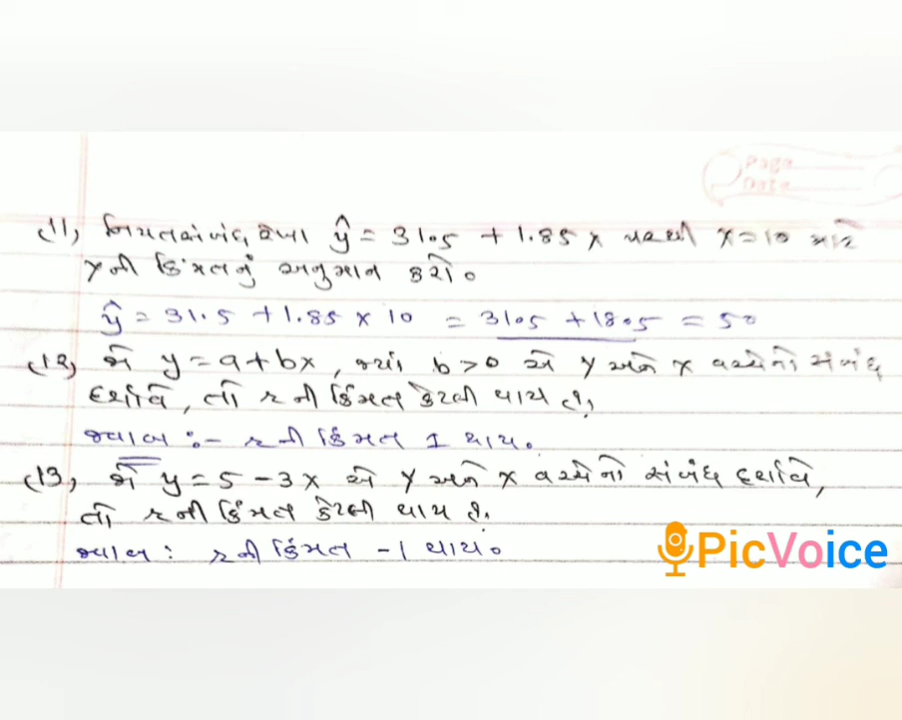 Page
Date
(11) નિયતસંબંધ રેખા ŷ = 31.5 + 1.85 x પરથી x = 10 માટે
Y ની કિંમતનું અનુમાન કરો.
ŷ = 31.5 + 1.85 × 10 = 31.5 + 18.5 = 50
(12) જો y = a + bx , જ્યાં b > 0 એ Y અને X વચ્ચેનો સંબંધ
દર્શાવે, તો r ની કિંમત કેટલી થાય છે,
જવાબ :- r ની કિંમત 1 થાય.
(13) જો y = 5 - 3x એ Y અને X વચ્ચેનો સંબંધ દર્શાવે,
તો r ની કિંમત કેટલી થાય છે.
જવાબ : r ની કિંમત -1 થાય.
PicVoice